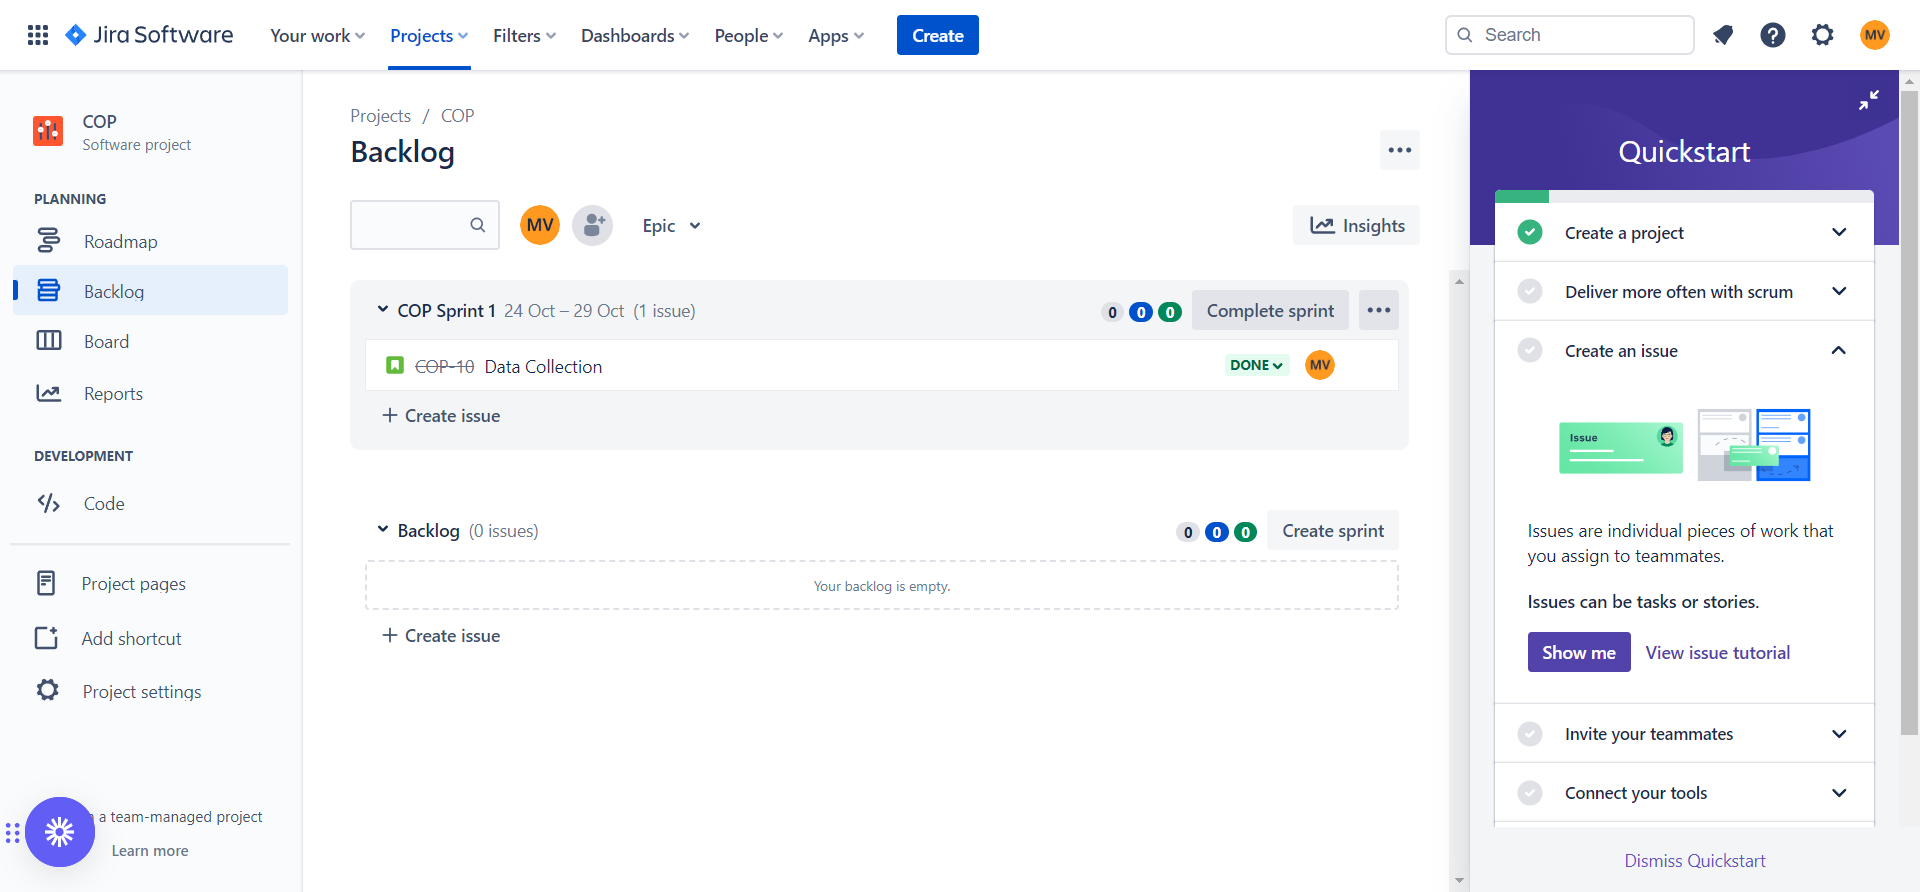 Jira Software
Your work
Projects
Filters
Dashboards
People
Apps
Create
Search
MV
COP
Software project
PLANNING
Roadmap
Backlog
Board
Reports
DEVELOPMENT
Code
Project pages
Add shortcut
Project settings
a team-managed project
Learn more
Projects / COP
Backlog
MV
Epic
Insights
COP Sprint 1 24 Oct – 29 Oct (1 issue)
0 0 0
Complete sprint
COP-10 Data Collection
DONE
MV
+ Create issue
Backlog (0 issues)
0 0 0
Create sprint
Your backlog is empty.
+ Create issue
Quickstart
Create a project
Deliver more often with scrum
Create an issue
Issue
Issues are individual pieces of work that
you assign to teammates.
Issues can be tasks or stories.
Show me
View issue tutorial
Invite your teammates
Connect your tools
Dismiss Quickstart